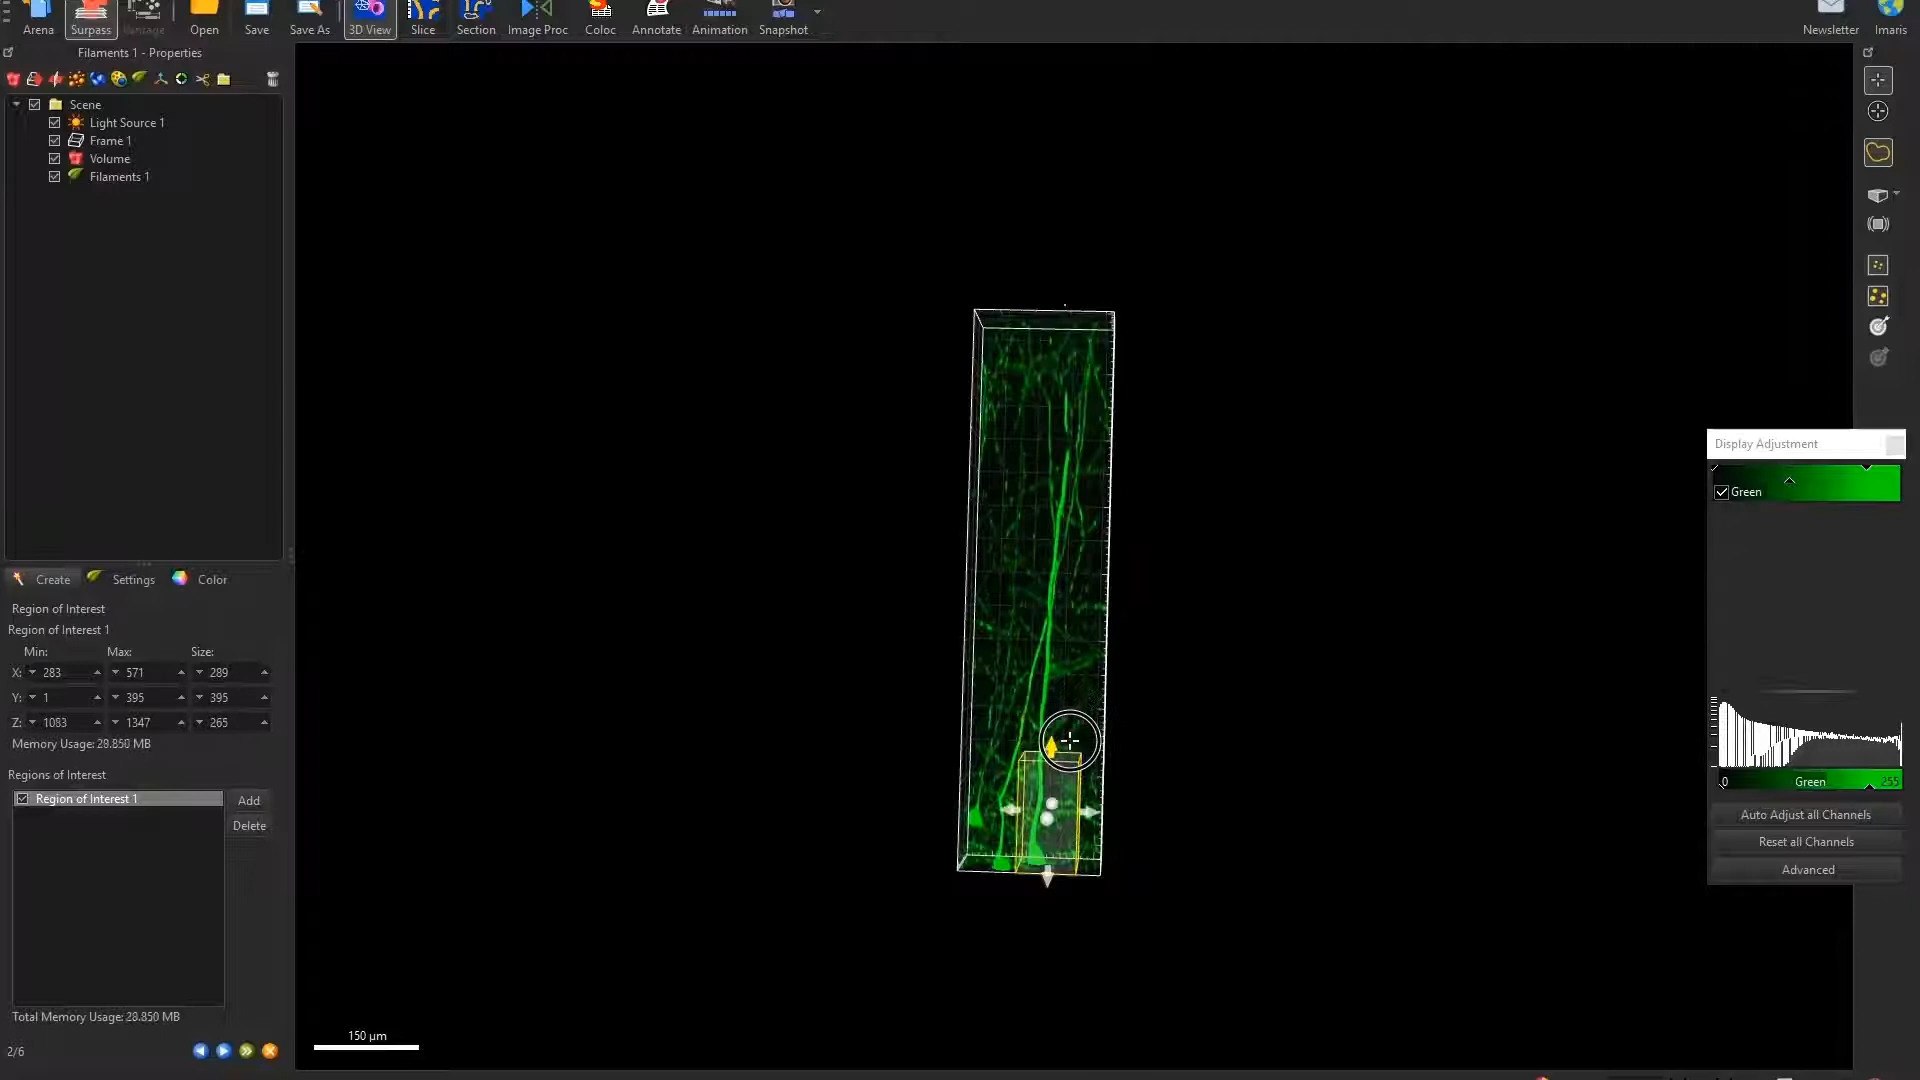 Arena
Surpass
Vantage
Open
Save
Save As
3D View
Slice
Section
Image Proc
Coloc
Annotate
Animation
Snapshot
Newsletter
Imaris
Filaments 1 - Properties
Scene
Light Source 1
Frame 1
Volume
Filaments 1
Create
Settings
Color
Region of Interest
Region of Interest 1
Min: Max: Size:
X: 283 571 289
Y: 1 395 395
Z: 1083 1347 265
Memory Usage: 28.850 MB
Regions of Interest
Region of Interest 1
Add
Delete
Total Memory Usage: 28.850 MB
2/6
150 µm
Display Adjustment
Green
0 Green 255
Auto Adjust all Channels
Reset all Channels
Advanced